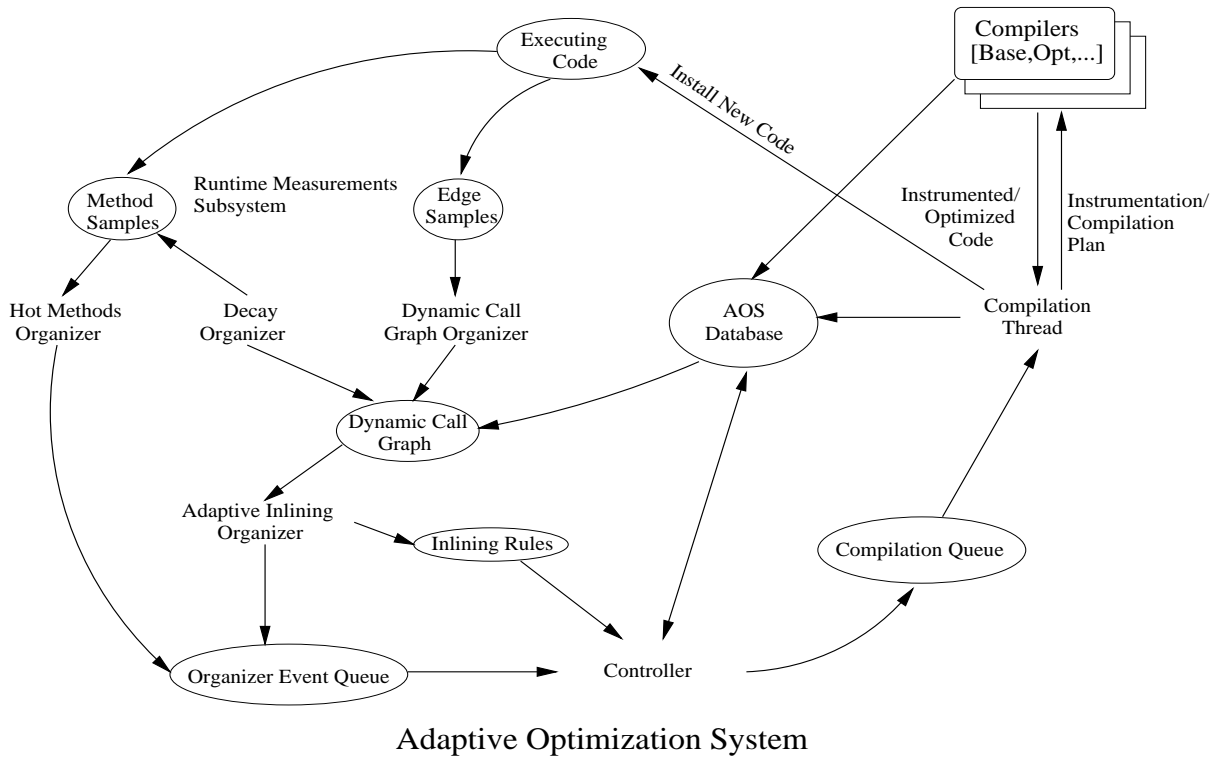 Executing
Code
Compilers
[Base,Opt,...]
Install New Code
Method
Samples
Runtime Measurements
Subsystem
Edge
Samples
Instrumented/
Optimized
Code
Instrumentation/
Compilation
Plan
Hot Methods
Organizer
Decay
Organizer
Dynamic Call
Graph Organizer
AOS
Database
Compilation
Thread
Dynamic Call
Graph
Adaptive Inlining
Organizer
Inlining Rules
Compilation Queue
Organizer Event Queue
Controller
Adaptive Optimization System